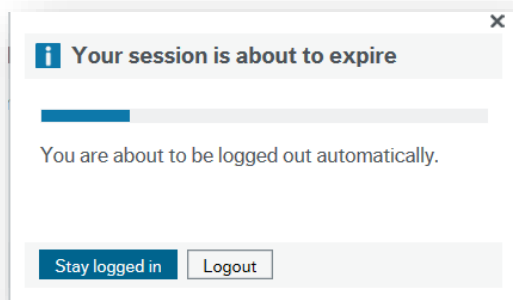 Your session is about to expire
You are about to be logged out automatically.
Stay logged in
Logout